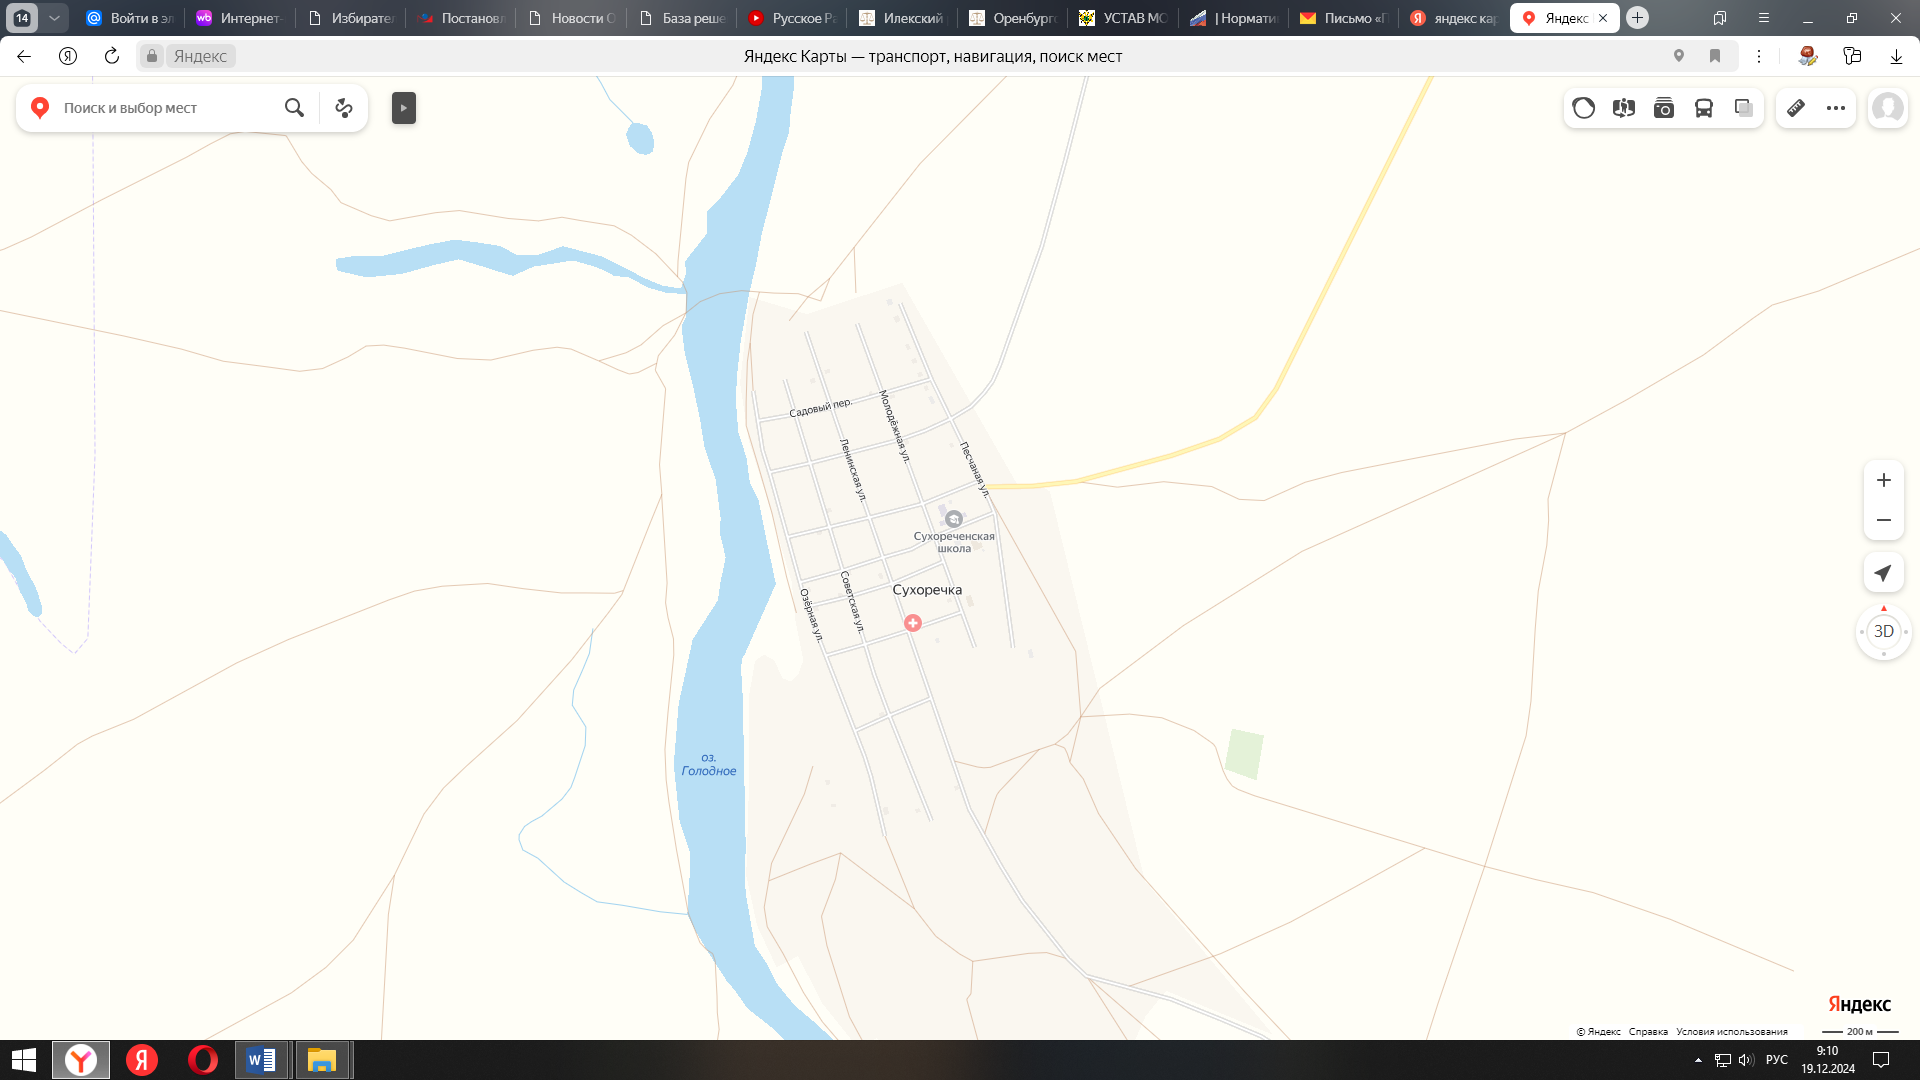 14
Войти в эл
Интернет-
Избирател
Постановл
Новости О
База реше
Русское Ра
Илекский
Оренбург
УСТАВ МО
| Нормати
Письмо «П
яндекс кар
Яндекс
Яндекс
Яндекс Карты — транспорт, навигация, поиск мест
Поиск и выбор мест
Садовый пер.
Молодёжная ул.
Ленинская ул.
Песчаная ул.
Сухореченская
школа
Сухоречка
Советская ул.
Озёрная ул.
оз.
Голодное
3D
Яндекс
© Яндекс Справка Условия использования
200 м
РУС
9:10
19.12.2024